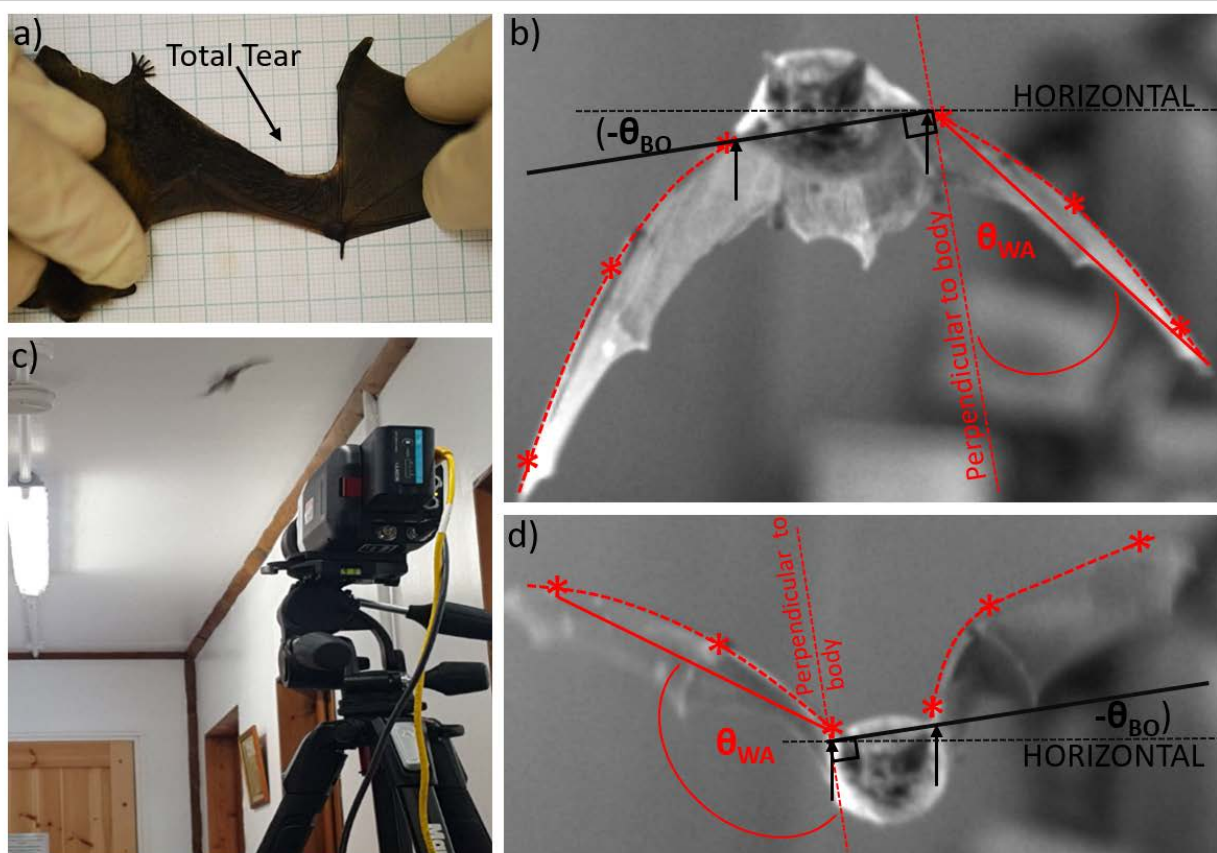 a)
Total Tear
b)
HORIZONTAL
(-θBO
θWA
Perpendicular to body
c)
d)
Perpendicular to
body
θWA
-θBO)
HORIZONTAL